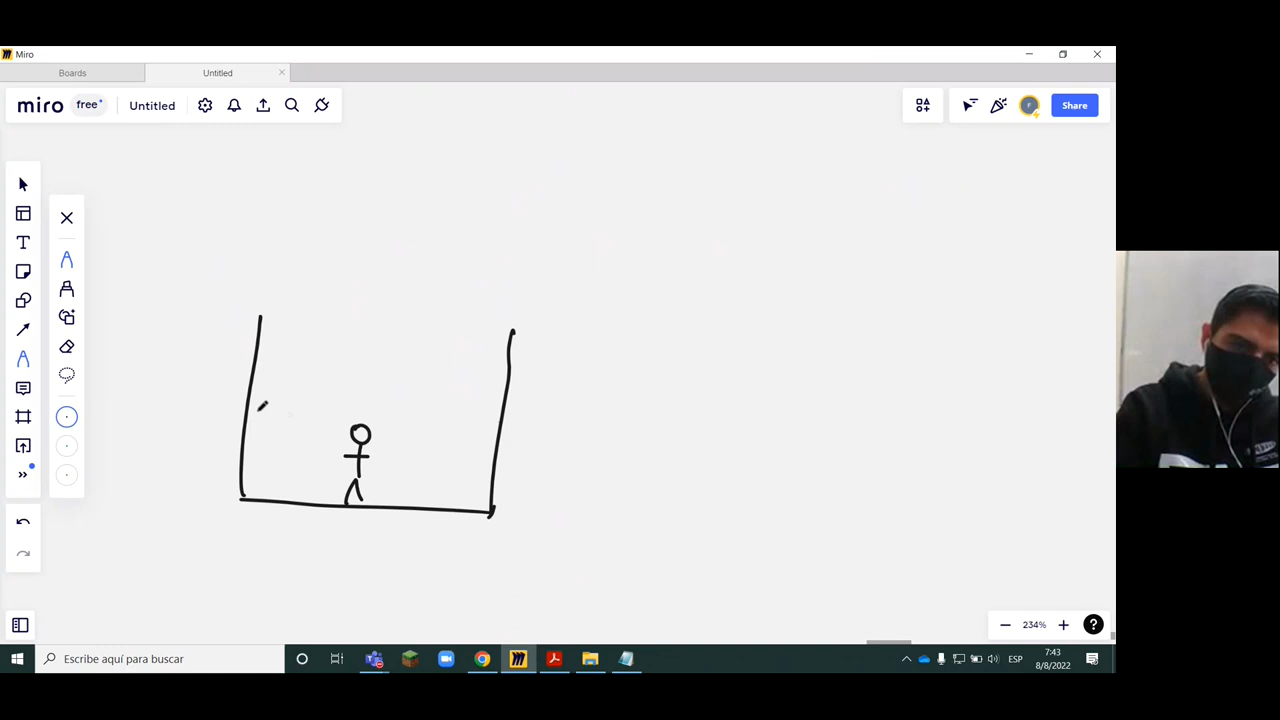 Miro
Boards
Untitled
miro
free
Untitled
Share
T
234%
?
Escribe aquí para buscar
ESP
7:43
8/8/2022